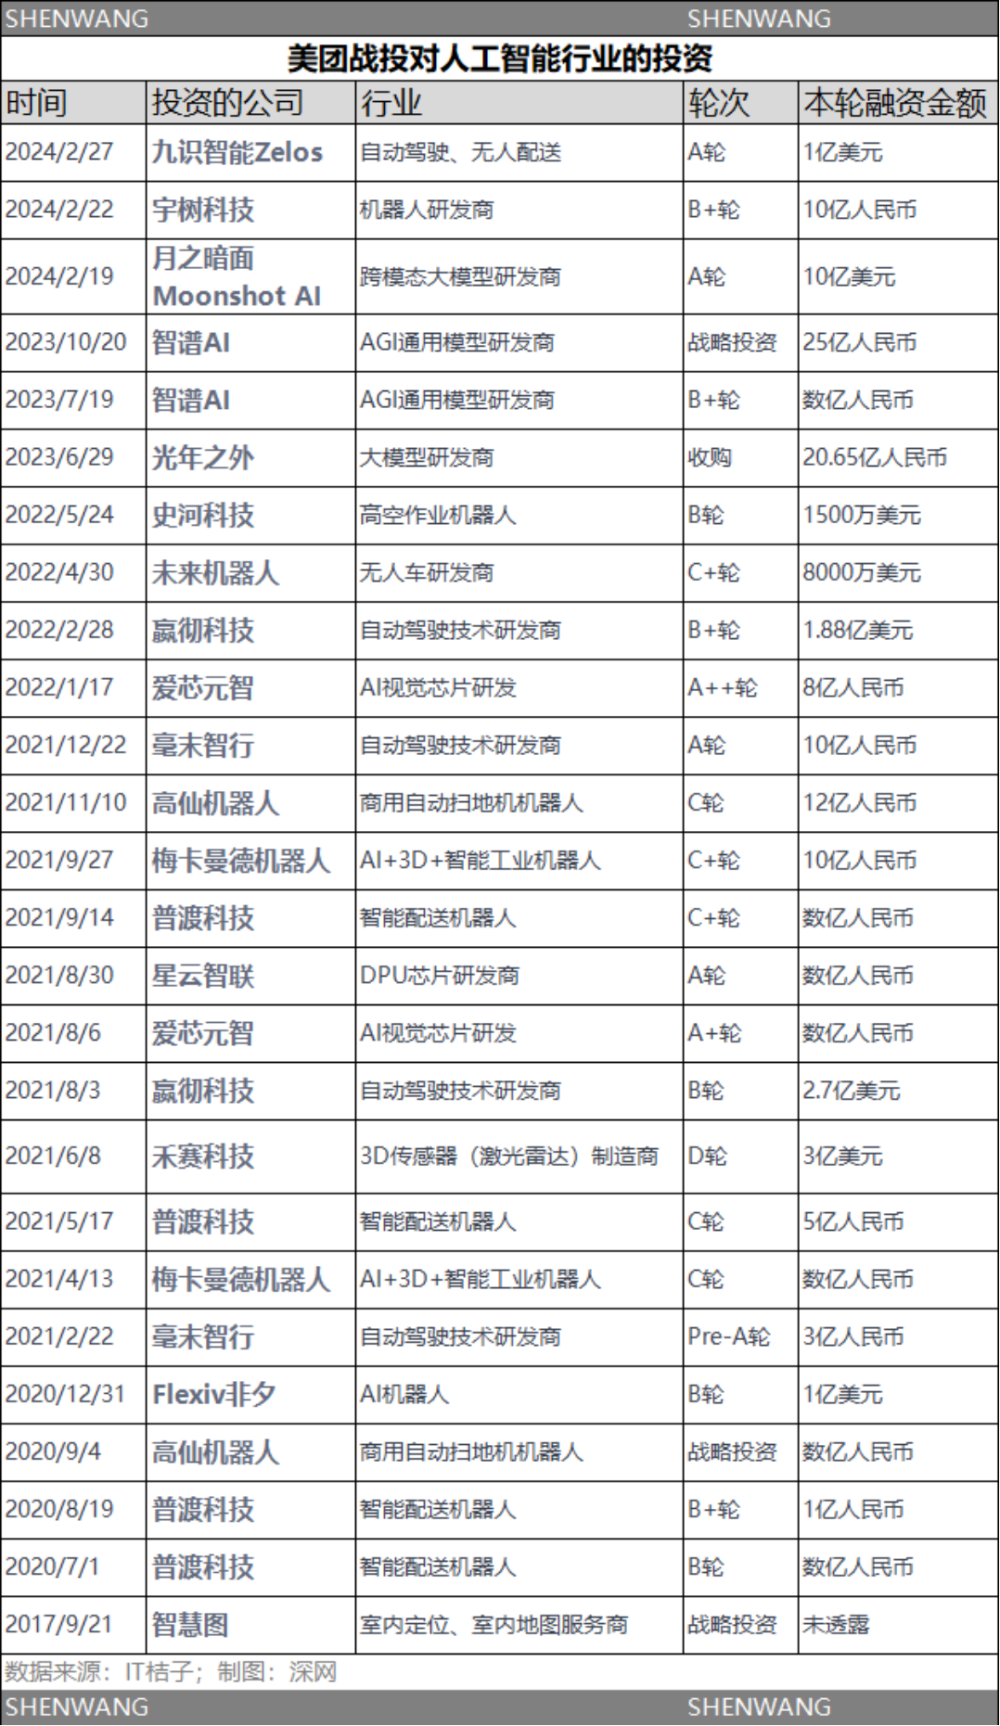 SHENWANG SHENWANG
美团战投对人工智能行业的投资
时间 投资的公司 行业 轮次 本轮融资金额
2024/2/27 九识智能Zelos 自动驾驶、无人配送 A轮 1亿美元
2024/2/22 宇树科技 机器人研发商 B+轮 10亿人民币
2024/2/19 月之暗面 Moonshot AI 跨模态大模型研发商 A轮 10亿美元
2023/10/20 智谱AI AGI通用模型研发商 战略投资 25亿人民币
2023/7/19 智谱AI AGI通用模型研发商 B+轮 数亿人民币
2023/6/29 光年之外 大模型研发商 收购 20.65亿人民币
2022/5/24 史河科技 高空作业机器人 B轮 1500万美元
2022/4/30 未来机器人 无人车研发商 C+轮 8000万美元
2022/2/28 嬴彻科技 自动驾驶技术研发商 B+轮 1.88亿美元
2022/1/17 爱芯元智 AI视觉芯片研发 A++轮 8亿人民币
2021/12/22 毫末智行 自动驾驶技术研发商 A轮 10亿人民币
2021/11/10 高仙机器人 商用自动扫地机机器人 C轮 12亿人民币
2021/9/27 梅卡曼德机器人 AI+3D+智能工业机器人 C+轮 10亿人民币
2021/9/14 普渡科技 智能配送机器人 C+轮 数亿人民币
2021/8/30 星云智联 DPU芯片研发商 A轮 数亿人民币
2021/8/6 爱芯元智 AI视觉芯片研发 A+轮 数亿人民币
2021/8/3 嬴彻科技 自动驾驶技术研发商 B轮 2.7亿美元
2021/6/8 禾赛科技 3D传感器（激光雷达）制造商 D轮 3亿美元
2021/5/17 普渡科技 智能配送机器人 C轮 5亿人民币
2021/4/13 梅卡曼德机器人 AI+3D+智能工业机器人 C轮 数亿人民币
2021/2/22 毫末智行 自动驾驶技术研发商 Pre-A轮 3亿人民币
2020/12/31 Flexiv非夕 AI机器人 B轮 1亿美元
2020/9/4 高仙机器人 商用自动扫地机机器人 战略投资 数亿人民币
2020/8/19 普渡科技 智能配送机器人 B+轮 1亿人民币
2020/7/1 普渡科技 智能配送机器人 B轮 数亿人民币
2017/9/21 智慧图 室内定位、室内地图服务商 战略投资 未透露
数据来源：IT桔子；制图：深网
SHENWANG SHENWANG